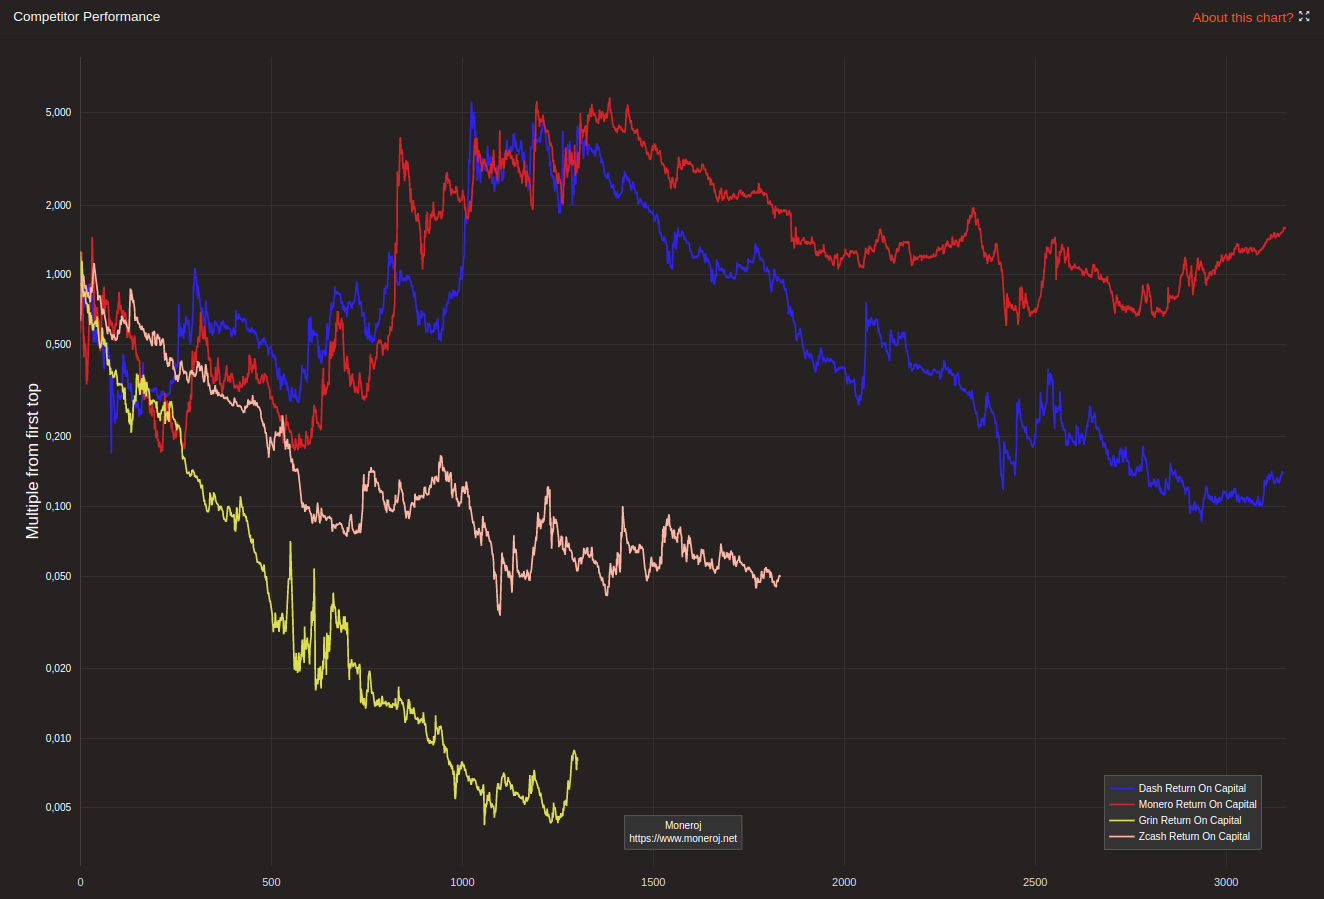 Competitor Performance
About this chart?
5,000
2,000
1,000
0,500
0,200
0,100
0,050
0,020
0,010
0,005
Multiple from first top
0
500
1000
1500
2000
2500
3000
Moneroj
https://www.moneroj.net
Dash Return On Capital
Monero Return On Capital
Grin Return On Capital
Zcash Return On Capital